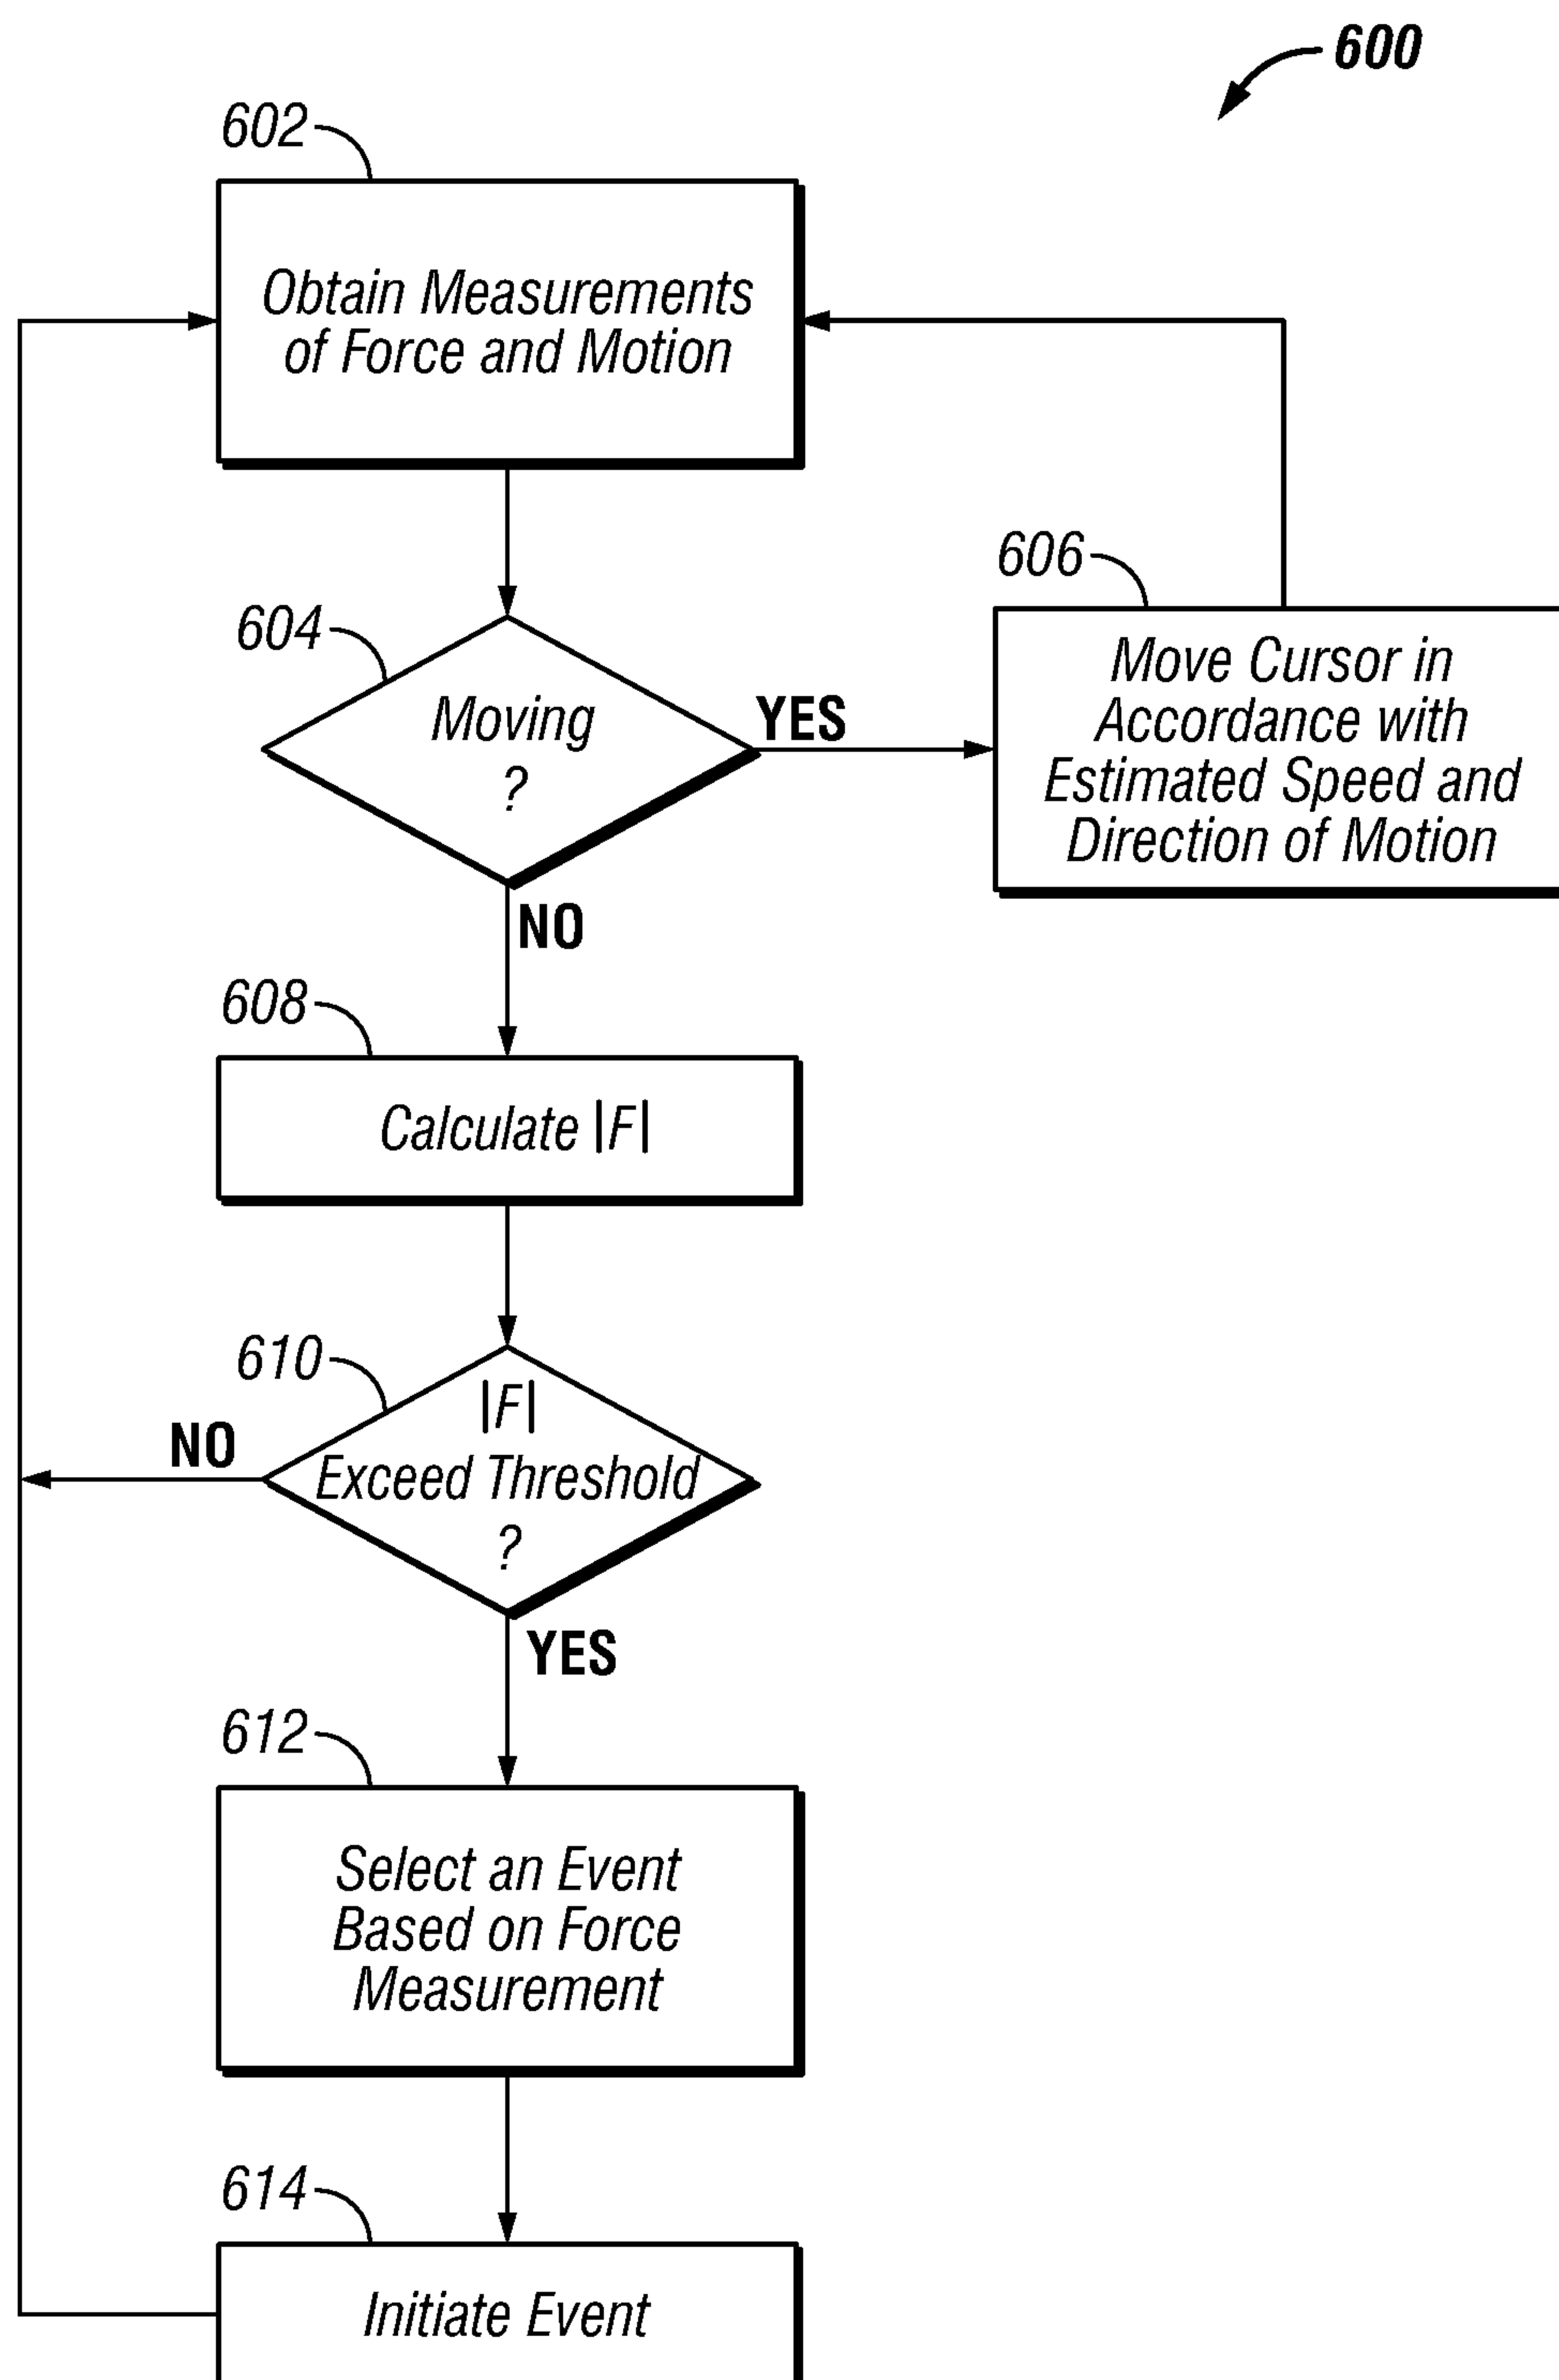 600
602
Obtain Measurements
of Force and Motion
604
Moving
?
YES
606
Move Cursor in
Accordance with
Estimated Speed and
Direction of Motion
NO
608
Calculate |F|
610
|F|
Exceed Threshold
?
NO
YES
612
Select an Event
Based on Force
Measurement
614
Initiate Event